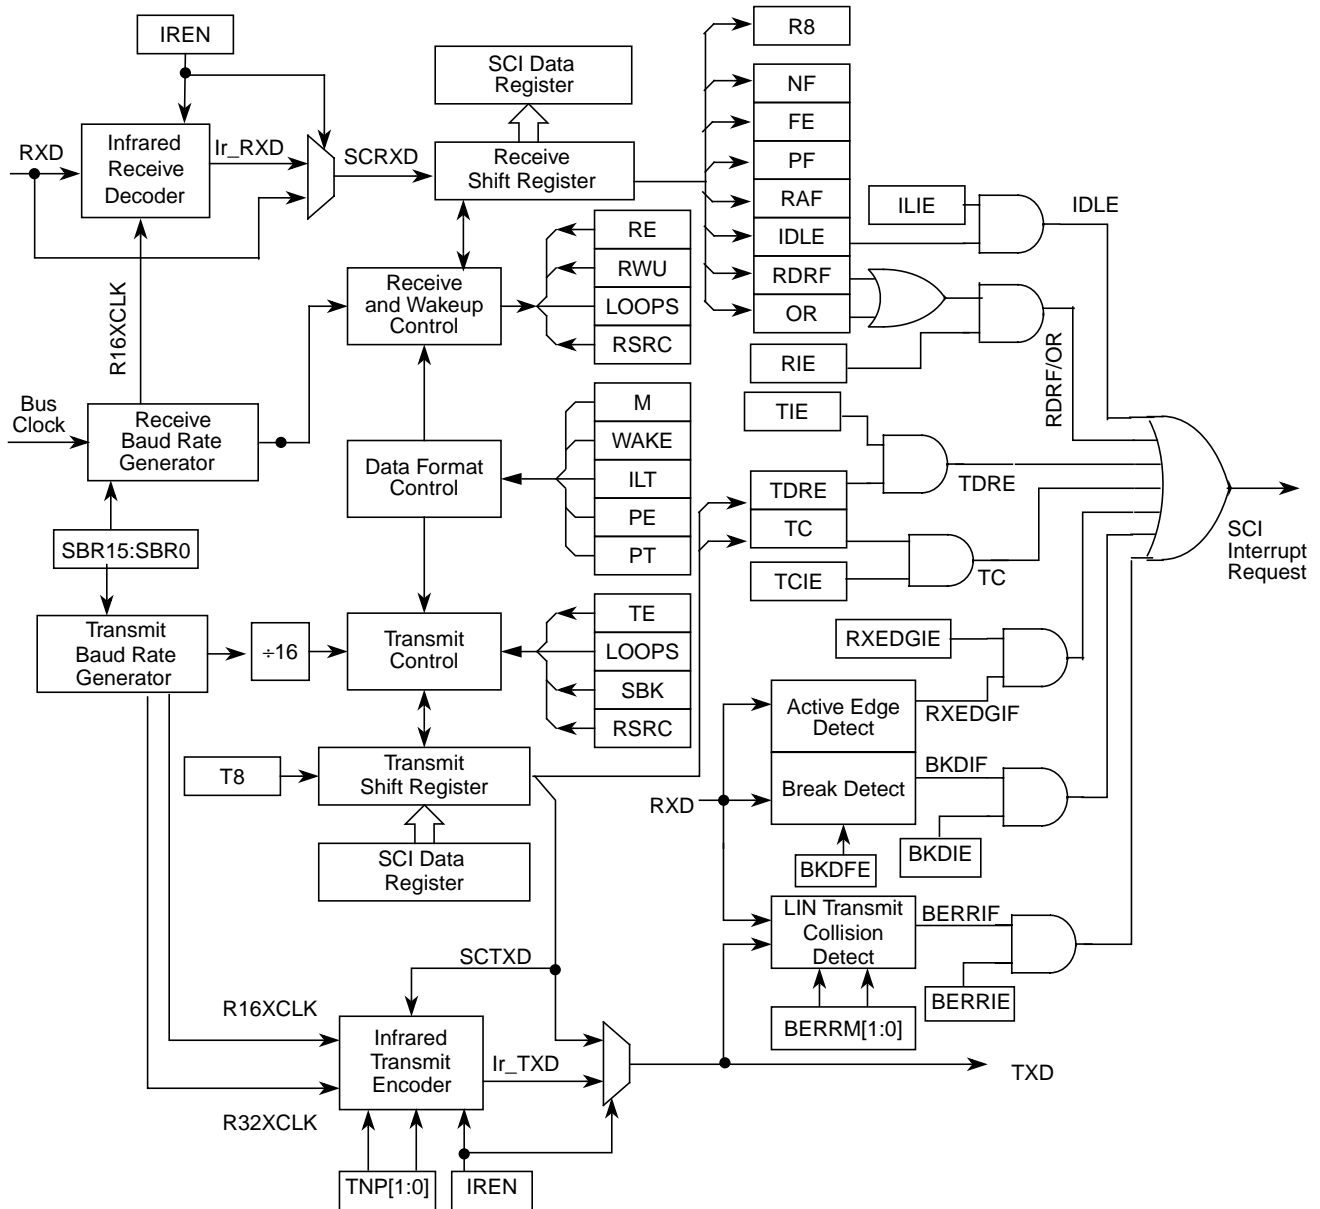 IREN
SCI Data
Register
R8
NF
FE
PF
RAF
IDLE
RDRF
OR
RXD
Infrared
Receive
Decoder
Ir_RXD
SCRXD
Receive
Shift Register
ILIE
IDLE
RE
RWU
LOOPS
RSRC
Receive
and Wakeup
Control
R16XCLK
RIE
RDRF/OR
Bus
Clock
Receive
Baud Rate
Generator
TIE
M
WAKE
ILT
PE
PT
Data Format
Control
TDRE
TC
TDRE
TCIE
TC
SCI
Interrupt
Request
SBR15:SBR0
Transmit
Baud Rate
Generator
÷16
Transmit
Control
TE
LOOPS
SBK
RSRC
RXEDGIE
Active Edge
Detect
RXEDGIF
T8
Transmit
Shift Register
RXD
Break Detect
BKDIF
BKDIE
BKDFE
SCI Data
Register
LIN Transmit
Collision
Detect
BERRIF
BERRIE
BERRM[1:0]
SCTXD
R16XCLK
Infrared
Transmit
Encoder
Ir_TXD
TXD
R32XCLK
TNP[1:0]
IREN